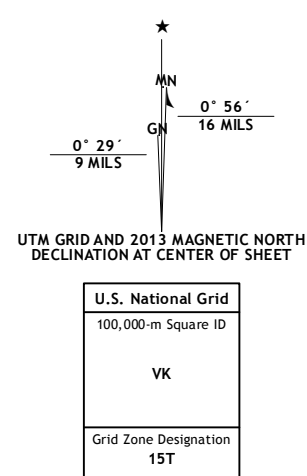 ★
MN
0° 56´
16 MILS
GN
0° 29´
9 MILS
UTM GRID AND 2013 MAGNETIC NORTH
DECLINATION AT CENTER OF SHEET
U.S. National Grid
100,000-m Square ID
VK
Grid Zone Designation
15T